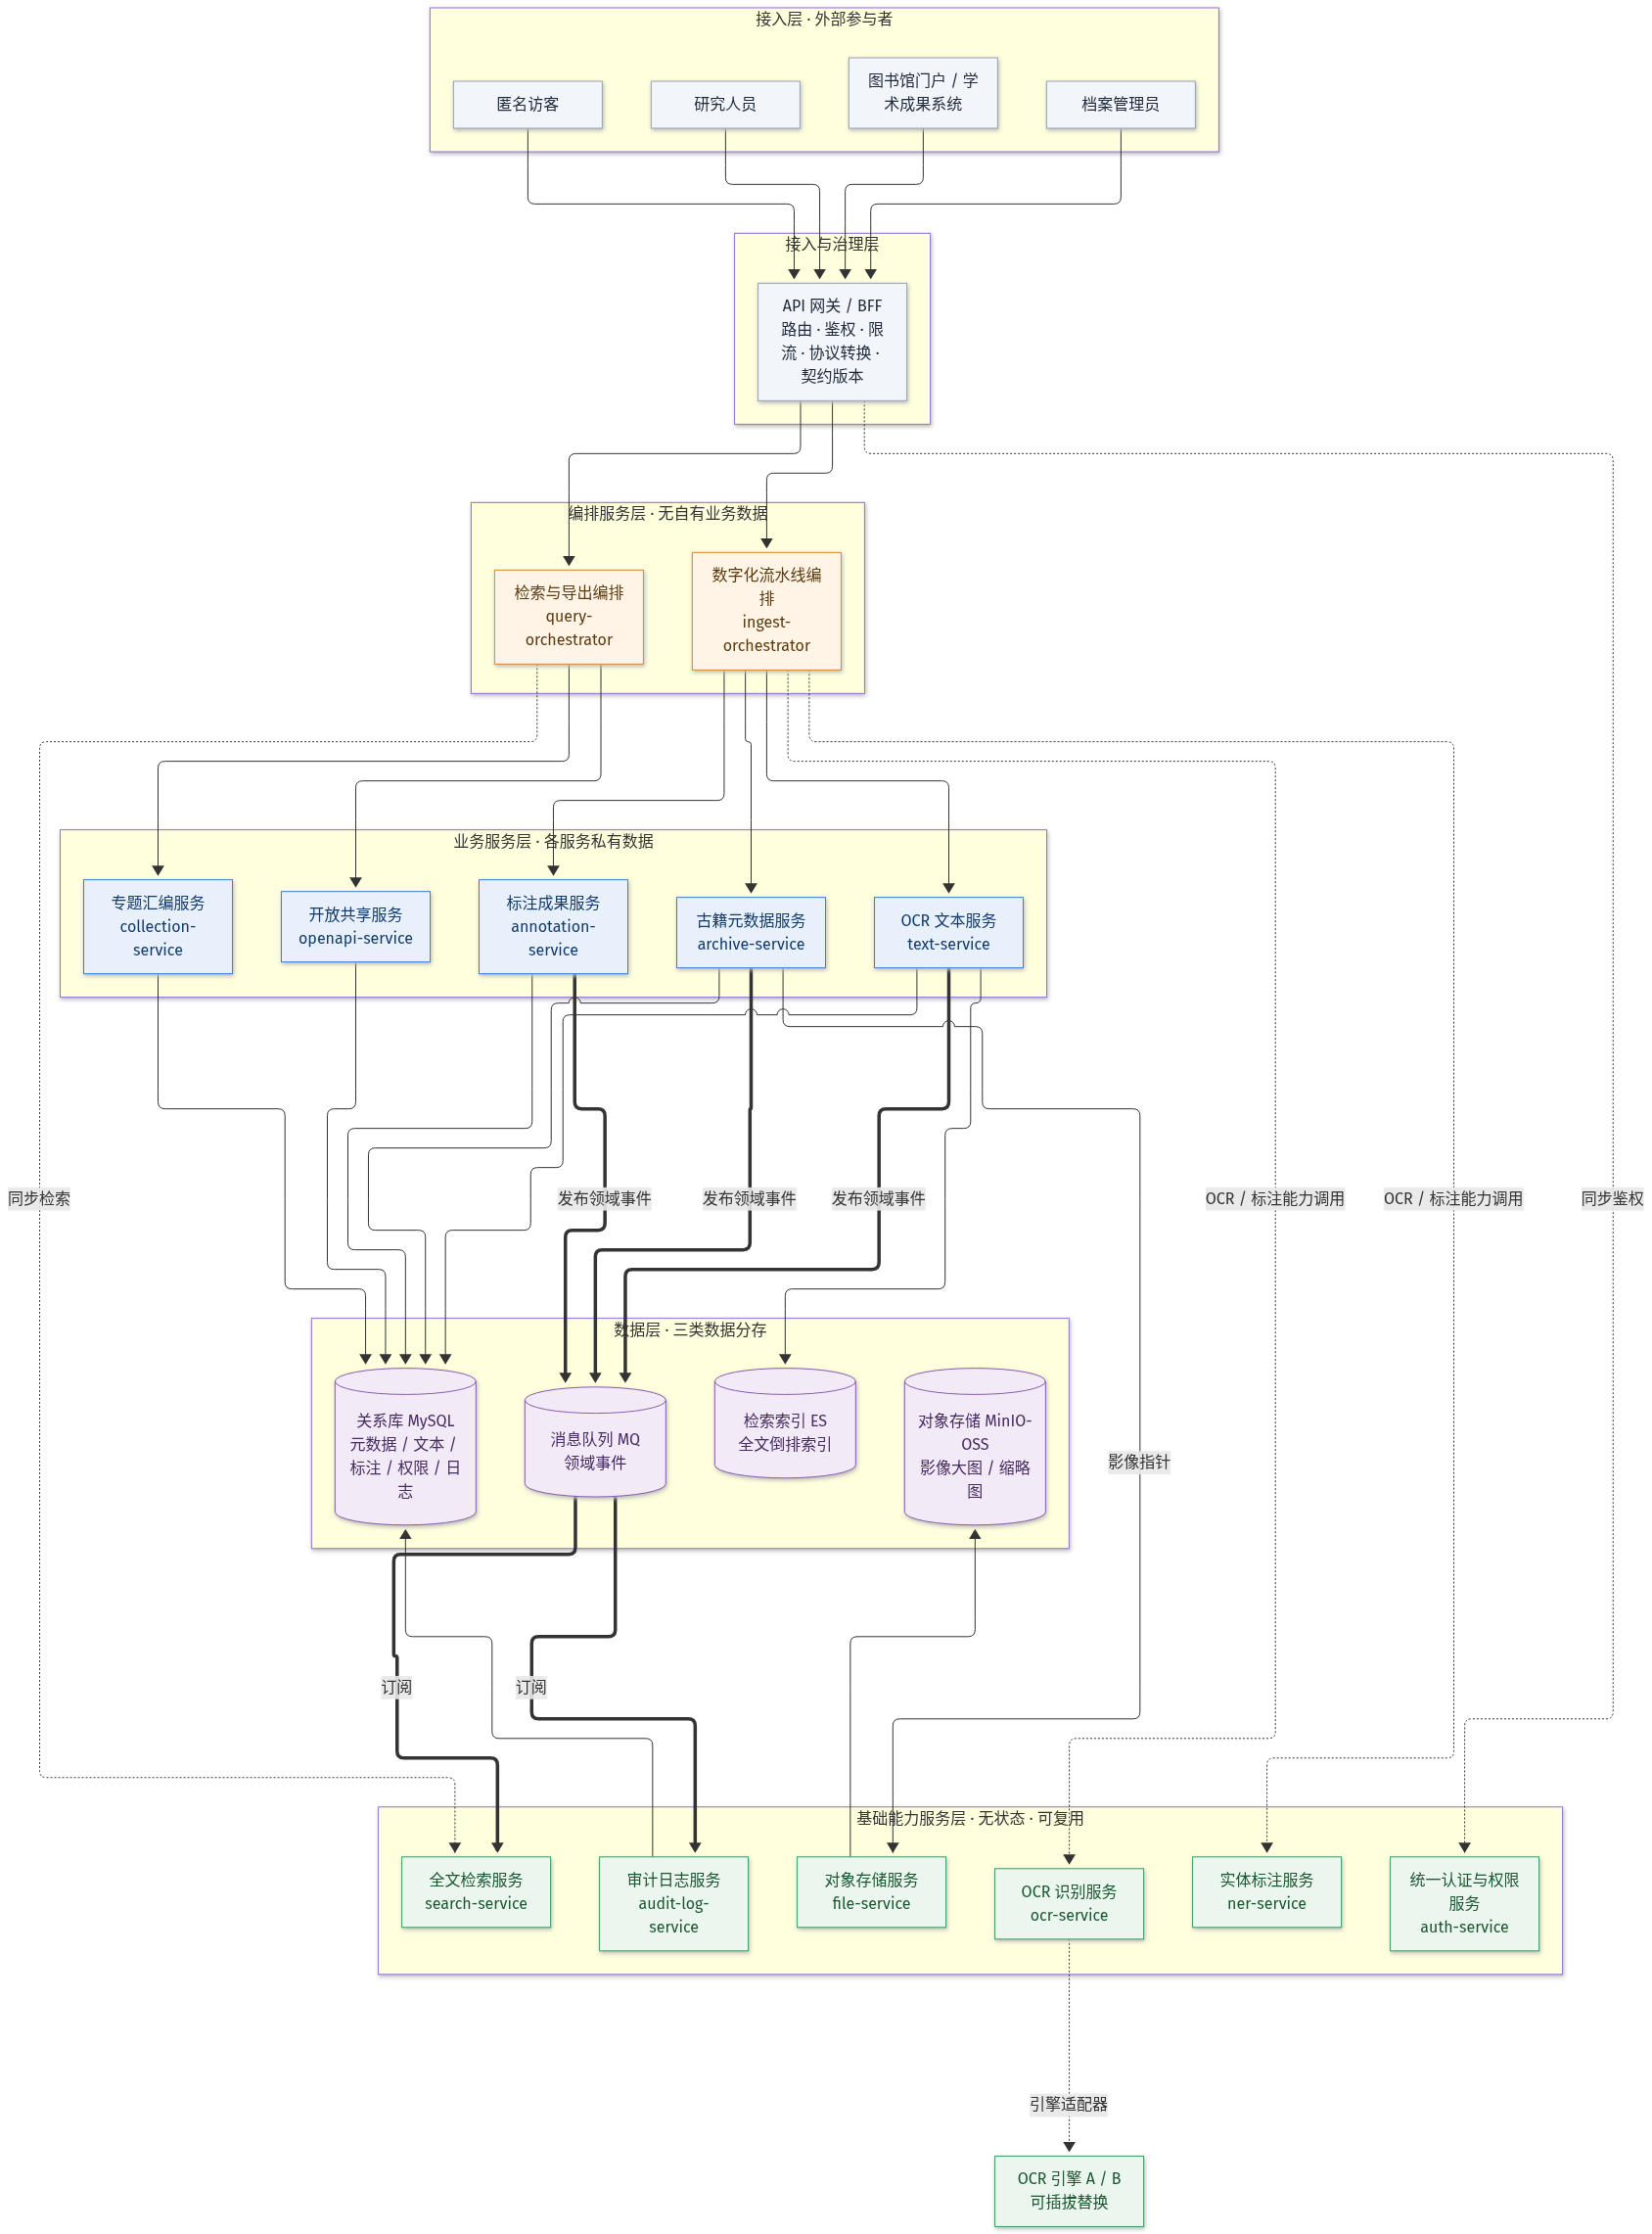 接入层 · 外部参与者
匿名访客
研究人员
图书馆门户 / 学
术成果系统
档案管理员
接入与治理层
API 网关 / BFF
路由 · 鉴权 · 限
流 · 协议转换 ·
契约版本
编排服务层 · 无自有业务数据
检索与导出编排
query-
orchestrator
数字化流水线编
排
ingest-
orchestrator
业务服务层 · 各服务私有数据
专题汇编服务
collection-
service
开放共享服务
openapi-service
标注成果服务
annotation-
service
古籍元数据服务
archive-service
OCR 文本服务
text-service
同步检索
发布领域事件
发布领域事件
发布领域事件
OCR / 标注能力调用
OCR / 标注能力调用
同步鉴权
数据层 · 三类数据分存
关系库 MySQL
元数据 / 文本 /
标注 / 权限 / 日
志
消息队列 MQ
领域事件
检索索引 ES
全文倒排索引
对象存储 MinIO-
OSS
影像大图 / 缩略
图
影像指针
订阅
订阅
基础能力服务层 · 无状态 · 可复用
全文检索服务
search-service
审计日志服务
audit-log-
service
对象存储服务
file-service
OCR 识别服务
ocr-service
实体标注服务
ner-service
统一认证与权限
服务
auth-service
引擎适配器
OCR 引擎 A / B
可插拔替换